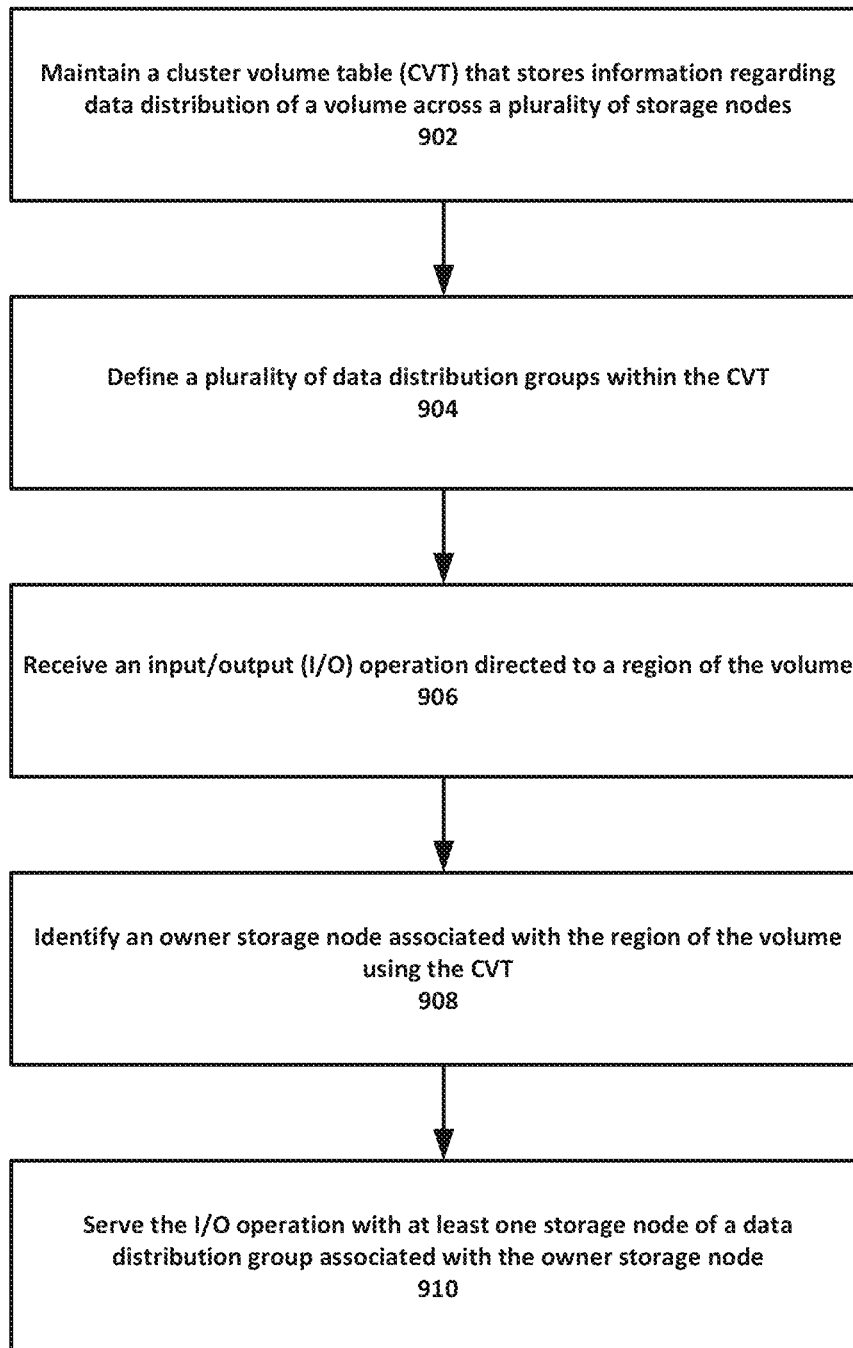 Maintain a cluster volume table (CVT) that stores information regarding
data distribution of a volume across a plurality of storage nodes
902
Define a plurality of data distribution groups within the CVT
904
Receive an input/output (I/O) operation directed to a region of the volume
906
Identify an owner storage node associated with the region of the volume
using the CVT
908
Serve the I/O operation with at least one storage node of a data
distribution group associated with the owner storage node
910